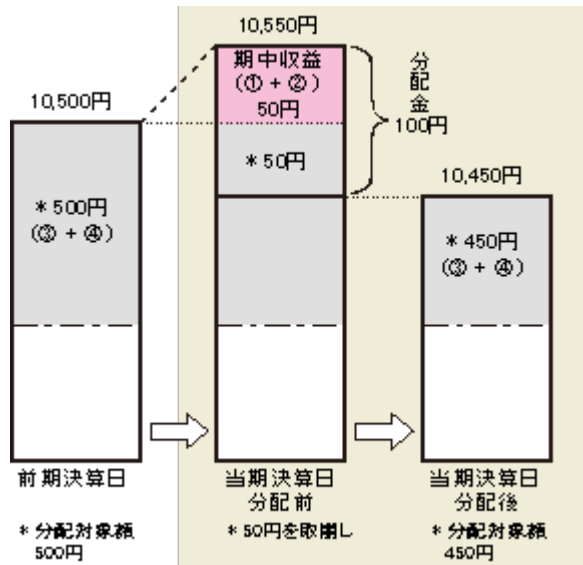 10,550円
期中収益
(① + ②)
50円
分配金
100円
10,500円
*50円
10,450円
*500円
(③ + ④)
*450円
(③ + ④)
前期決算日
当期決算日
分配前
当期決算日
分配後
*分配対象額
500円
*50円を取崩し
*分配対象額
450円